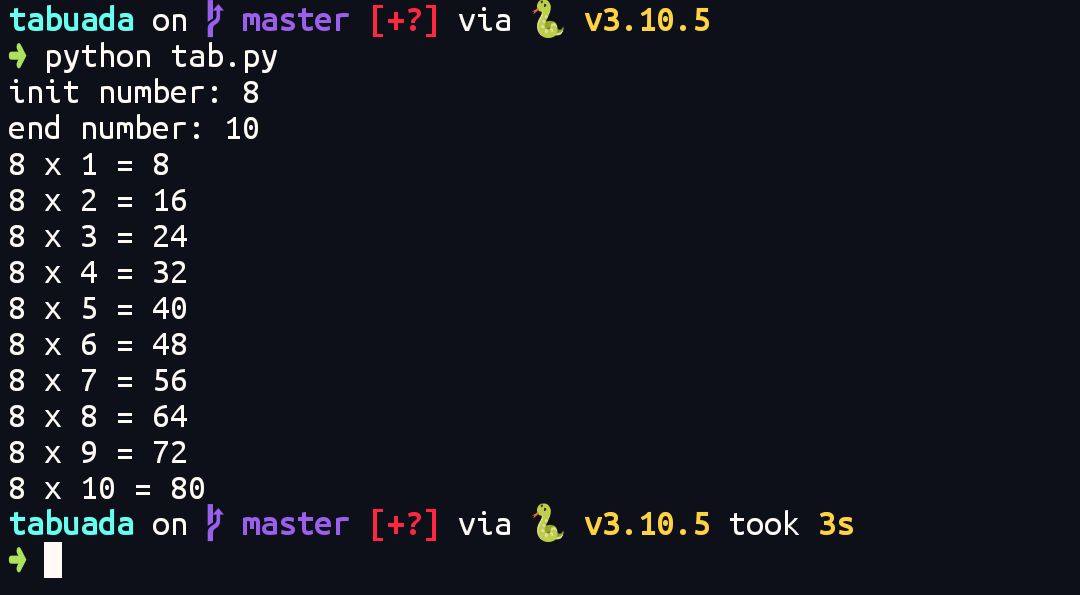 tabuada on  master [+?] via 🐍 v3.10.5
➜ python tab.py
init number: 8
end number: 10
8 x 1 = 8
8 x 2 = 16
8 x 3 = 24
8 x 4 = 32
8 x 5 = 40
8 x 6 = 48
8 x 7 = 56
8 x 8 = 64
8 x 9 = 72
8 x 10 = 80
tabuada on  master [+?] via 🐍 v3.10.5 took 3s
➜